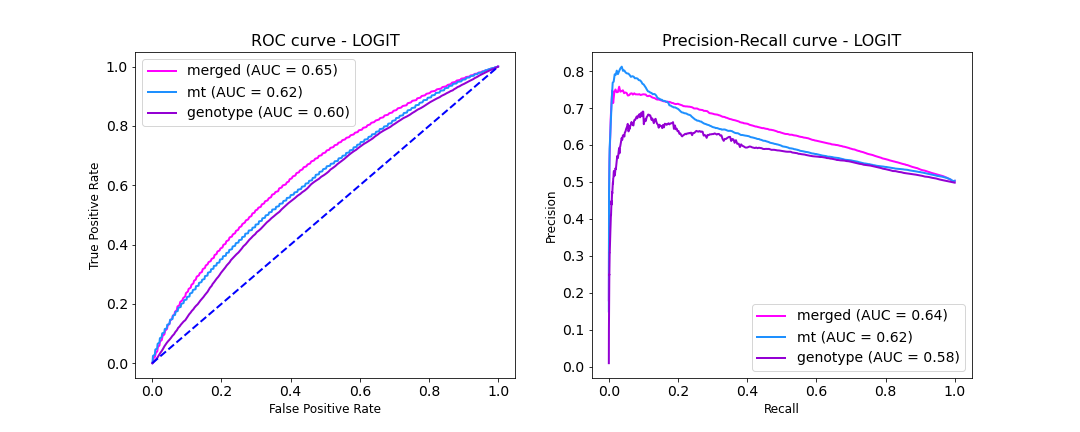 ROC curve - LOGIT
merged (AUC = 0.65)
mt (AUC = 0.62)
genotype (AUC = 0.60)
True Positive Rate
1.0
0.8
0.6
0.4
0.2
0.0
0.0 0.2 0.4 0.6 0.8 1.0
False Positive Rate
Precision-Recall curve - LOGIT
Precision
0.8
0.7
0.6
0.5
0.4
0.3
0.2
0.1
0.0
merged (AUC = 0.64)
mt (AUC = 0.62)
genotype (AUC = 0.58)
0.0 0.2 0.4 0.6 0.8 1.0
Recall